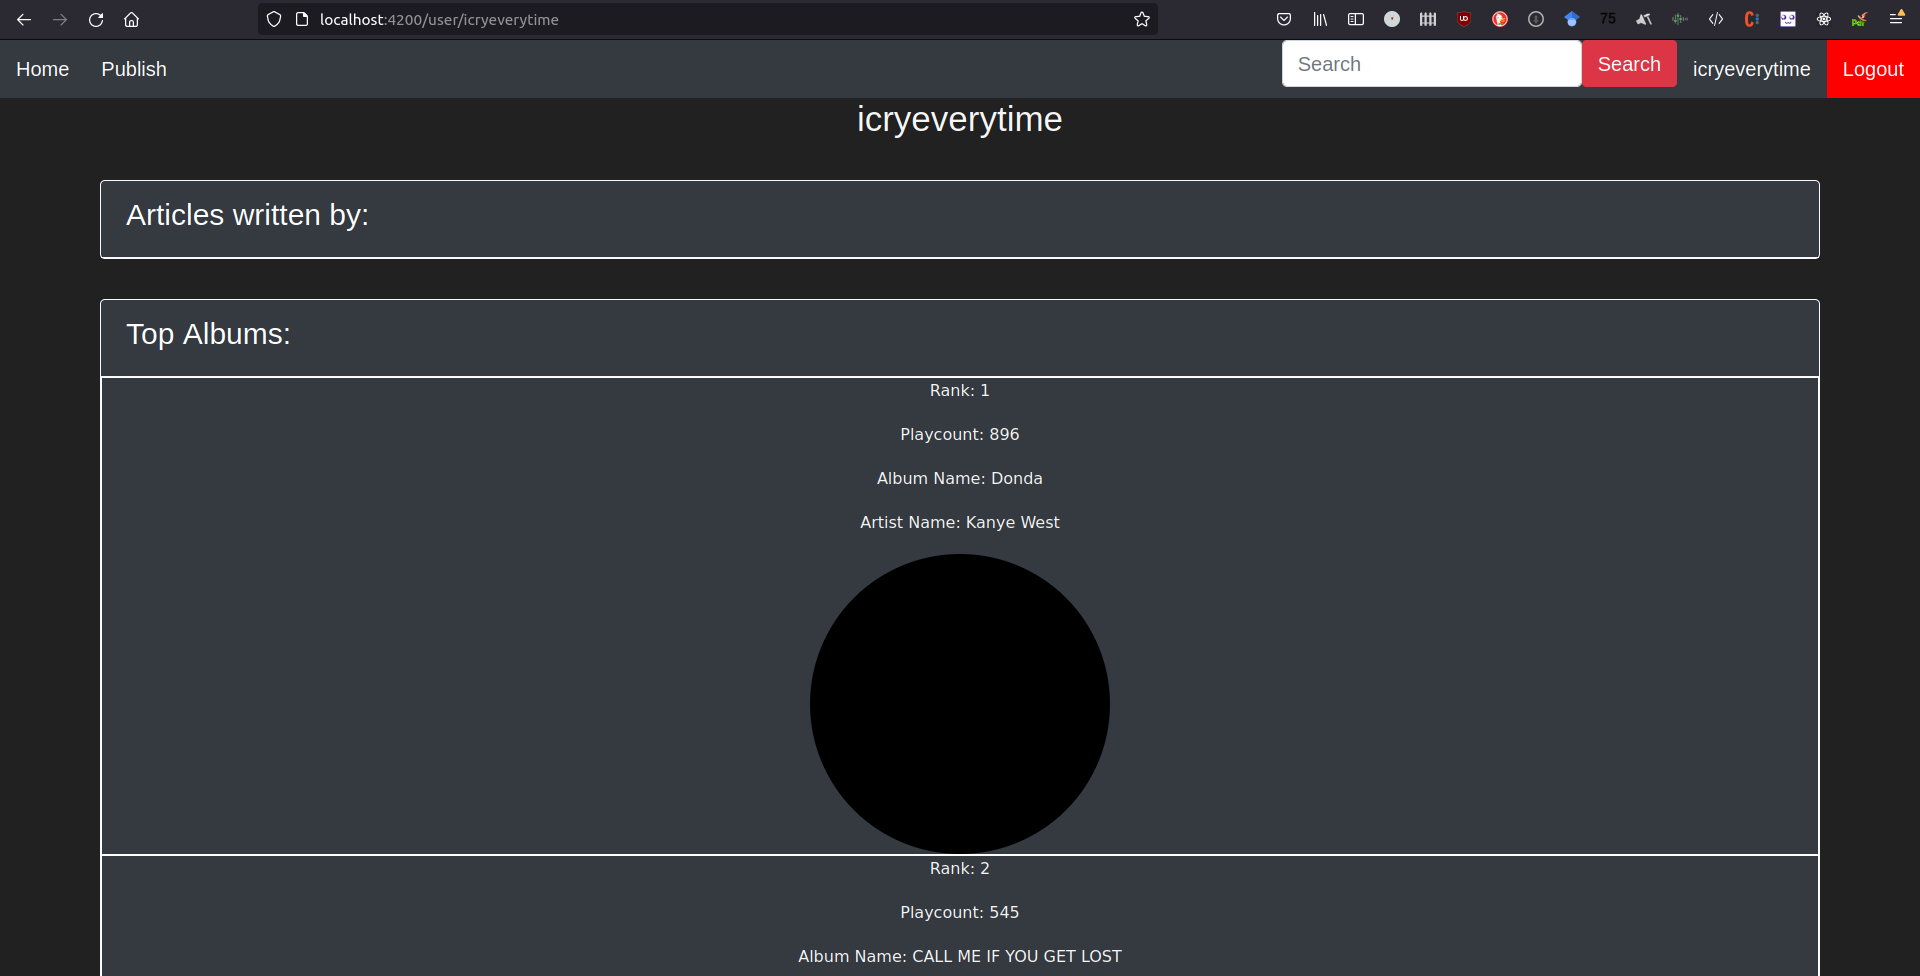 localhost:4200/user/icryeverytime
UD
75
Home Publish Search Search icryeverytime Logout
icryeverytime
Articles written by:
Top Albums:
Rank: 1
Playcount: 896
Album Name: Donda
Artist Name: Kanye West
Rank: 2
Playcount: 545
Album Name: CALL ME IF YOU GET LOST